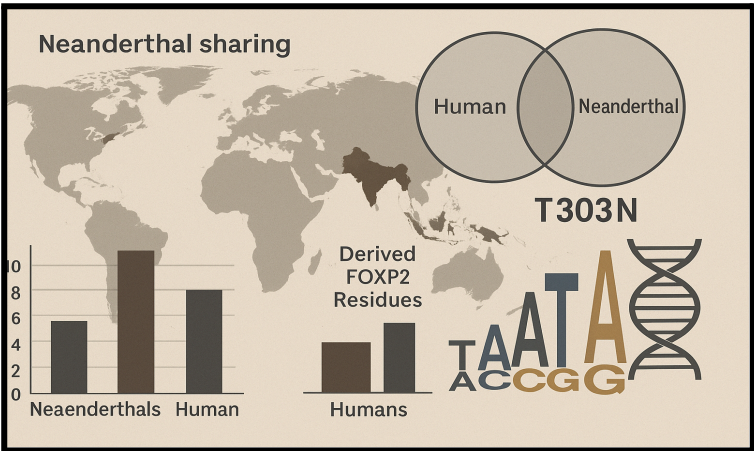 Neanderthal sharing
Human
Neanderthal
T303N
10
8
6
4
2
0
Neaenderthals
Human
Derived
FOXP2
Residues
Humans
TAATA
ACCGG